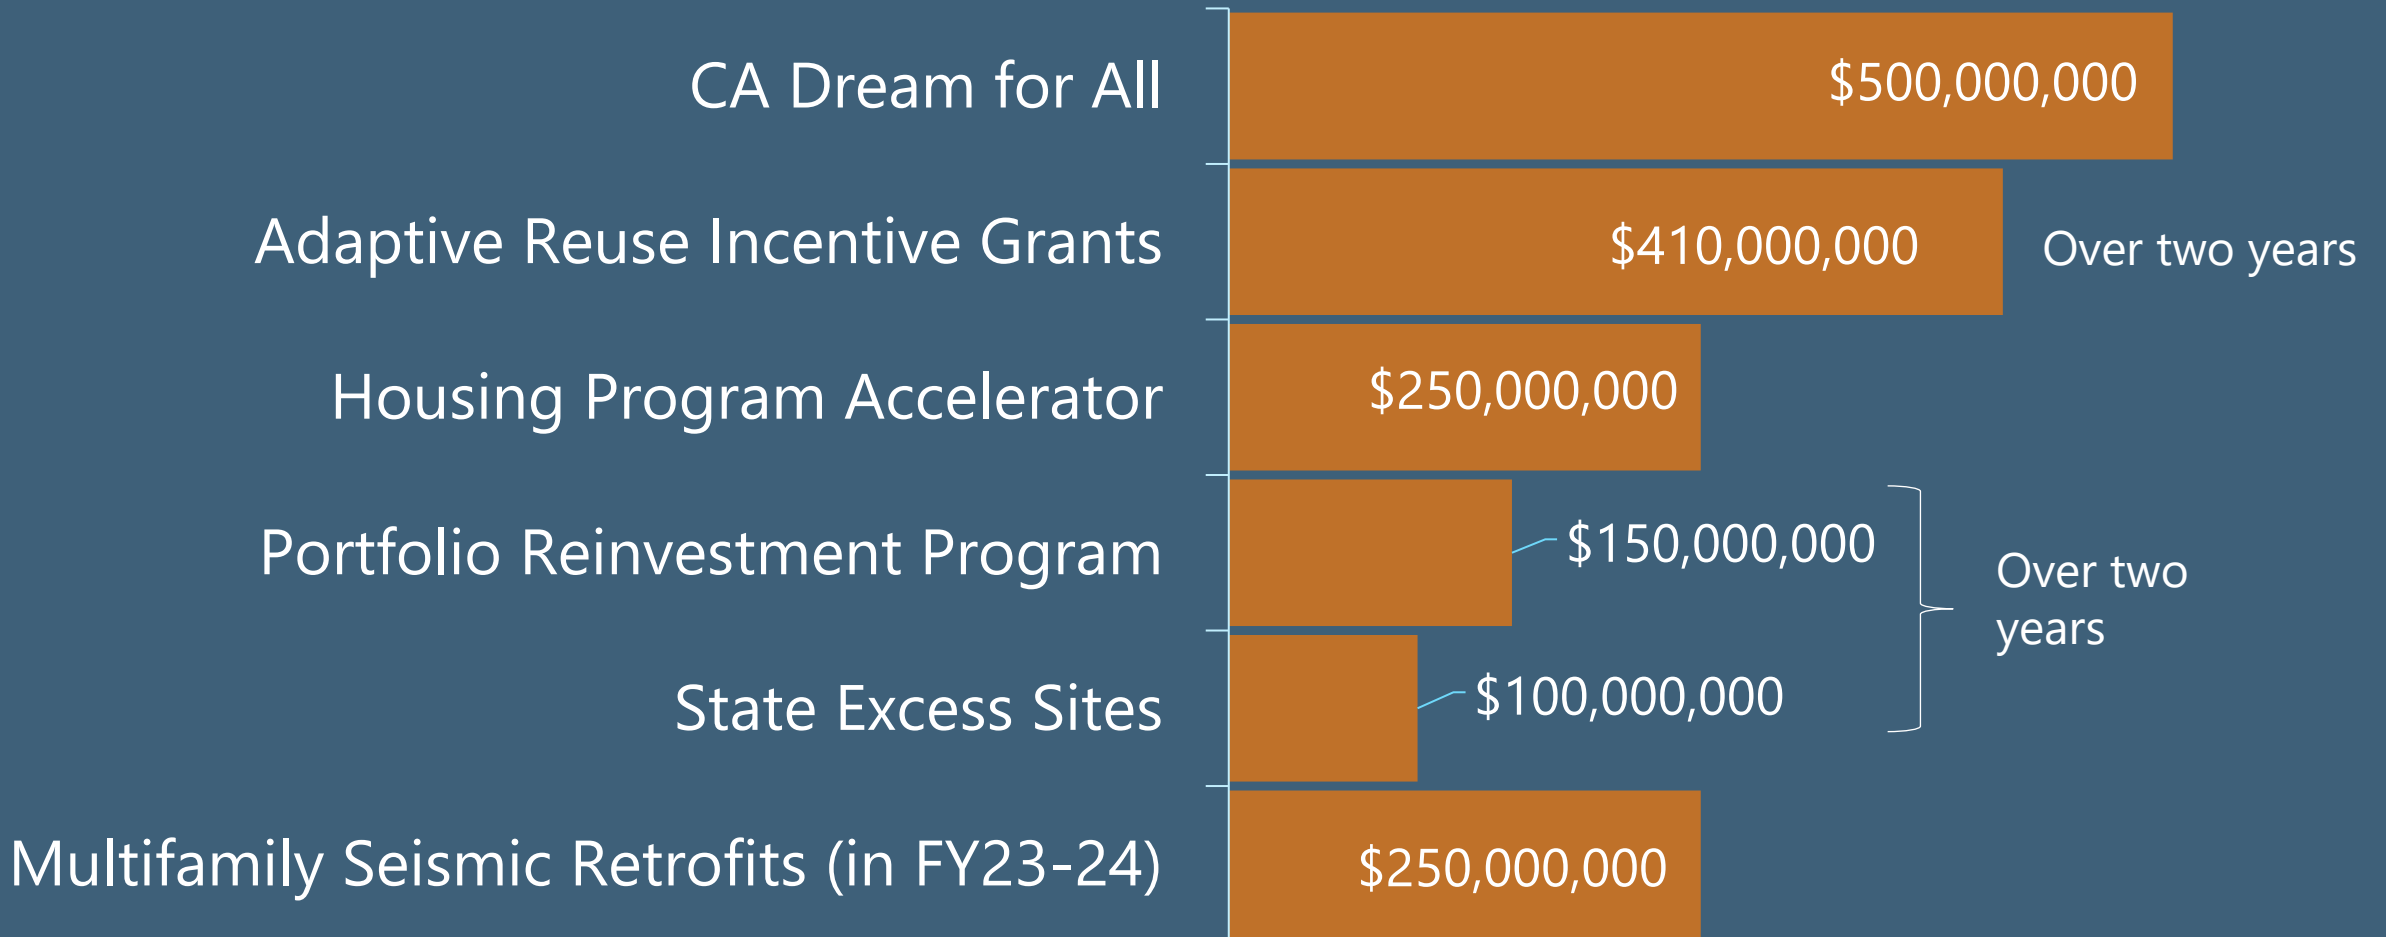 CA Dream for All
$500,000,000
Adaptive Reuse Incentive Grants
$410,000,000
Over two years
Housing Program Accelerator
$250,000,000
Portfolio Reinvestment Program
$150,000,000
Over two
years
State Excess Sites
$100,000,000
Multifamily Seismic Retrofits (in FY23-24)
$250,000,000